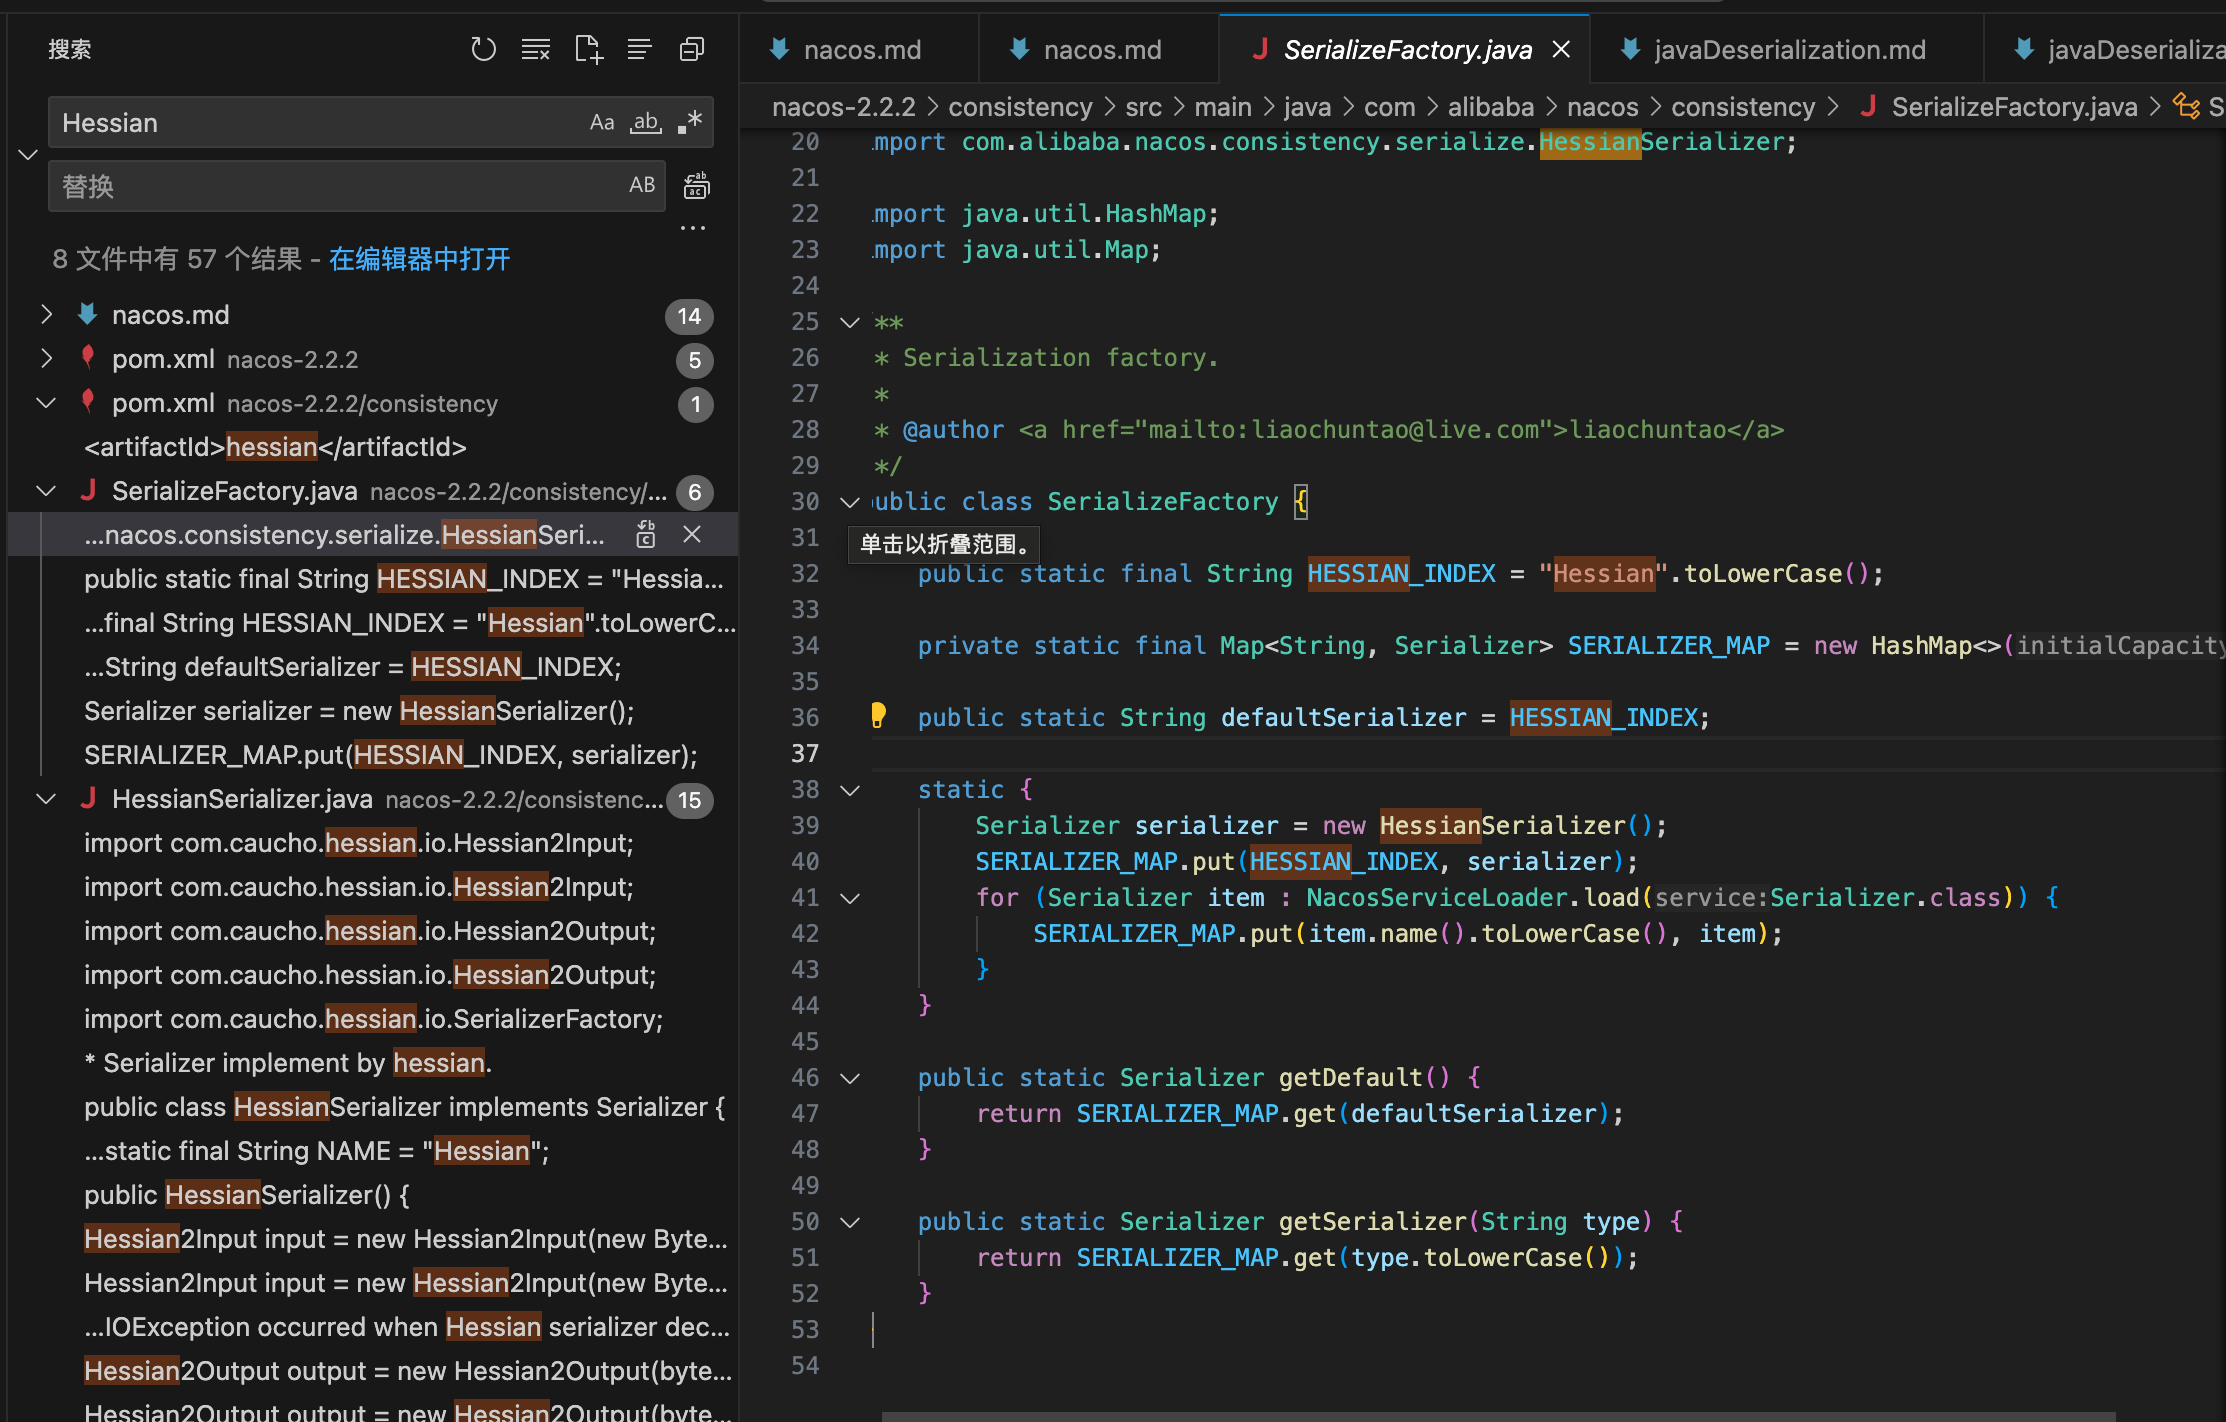 搜索
Hessian
Aa ab .*
替换
AB
...
8 文件中有 57 个结果 - 在编辑器中打开
nacos.md 14
pom.xml nacos-2.2.2 5
pom.xml nacos-2.2.2/consistency 1
<artifactId>hessian</artifactId>
SerializeFactory.java nacos-2.2.2/consistency/... 6
...nacos.consistency.serialize.HessianSeri...
public static final String HESSIAN_INDEX = "Hessia...
...final String HESSIAN_INDEX = "Hessian".toLowerC...
...String defaultSerializer = HESSIAN_INDEX;
Serializer serializer = new HessianSerializer();
SERIALIZER_MAP.put(HESSIAN_INDEX, serializer);
HessianSerializer.java nacos-2.2.2/consistenc... 15
import com.caucho.hessian.io.Hessian2Input;
import com.caucho.hessian.io.Hessian2Input;
import com.caucho.hessian.io.Hessian2Output;
import com.caucho.hessian.io.Hessian2Output;
import com.caucho.hessian.io.SerializerFactory;
* Serializer implement by hessian.
public class HessianSerializer implements Serializer {
...static final String NAME = "Hessian";
public HessianSerializer() {
Hessian2Input input = new Hessian2Input(new Byte...
Hessian2Input input = new Hessian2Input(new Byte...
...IOException occurred when Hessian serializer dec...
Hessian2Output output = new Hessian2Output(byte...
Hessian2Output output = new Hessian2Output(byte...
nacos.md nacos.md SerializeFactory.java javaDeserialization.md javaDeserializa
nacos-2.2.2 > consistency > src > main > java > com > alibaba > nacos > consistency > SerializeFactory.java > S
20 mport com.alibaba.nacos.consistency.serialize.HessianSerializer;
21
22 mport java.util.HashMap;
23 mport java.util.Map;
24
25 **
26 * Serialization factory.
27 *
28 * @author <a href="mailto:liaochuntao@live.com">liaochuntao</a>
29 */
30 ublic class SerializeFactory {
31
单击以折叠范围。
32 public static final String HESSIAN_INDEX = "Hessian".toLowerCase();
33
34 private static final Map<String, Serializer> SERIALIZER_MAP = new HashMap<>(initialCapacity
35
36 public static String defaultSerializer = HESSIAN_INDEX;
37
38 static {
39 Serializer serializer = new HessianSerializer();
40 SERIALIZER_MAP.put(HESSIAN_INDEX, serializer);
41 for (Serializer item : NacosServiceLoader.load(service:Serializer.class)) {
42 SERIALIZER_MAP.put(item.name().toLowerCase(), item);
43 }
44 }
45
46 public static Serializer getDefault() {
47 return SERIALIZER_MAP.get(defaultSerializer);
48 }
49
50 public static Serializer getSerializer(String type) {
51 return SERIALIZER_MAP.get(type.toLowerCase());
52 }
53
54